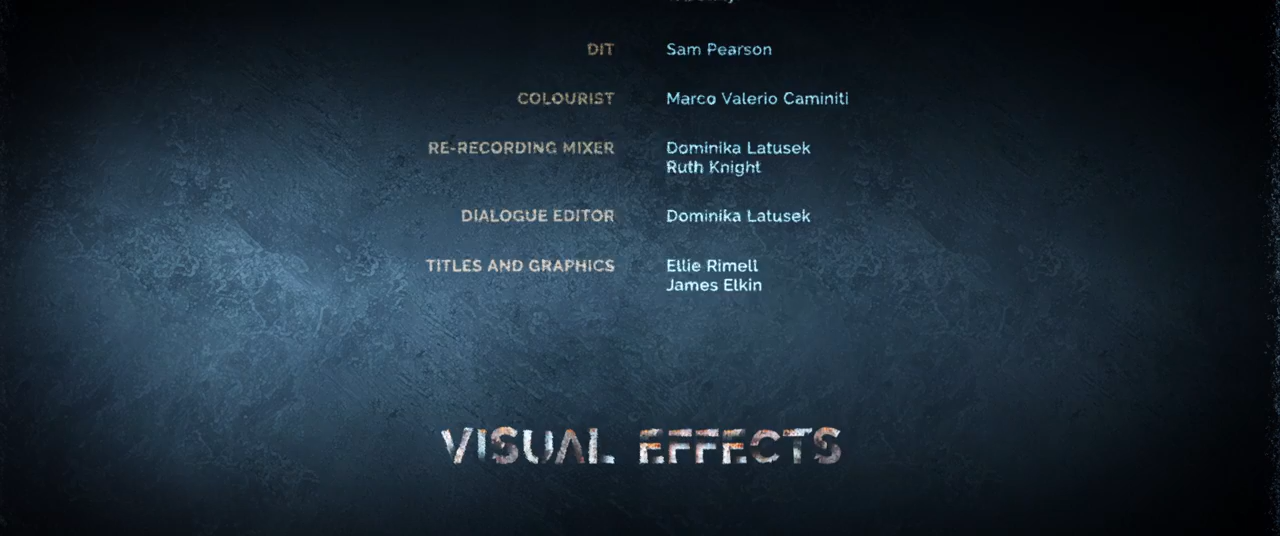 DIT Sam Pearson
COLOURIST Marco Valerio Caminiti
RE-RECORDING MIXER Dominika Latusek
Ruth Knight
DIALOGUE EDITOR Dominika Latusek
TITLES AND GRAPHICS Ellie Rimell
James Elkin
VISUAL EFFECTS